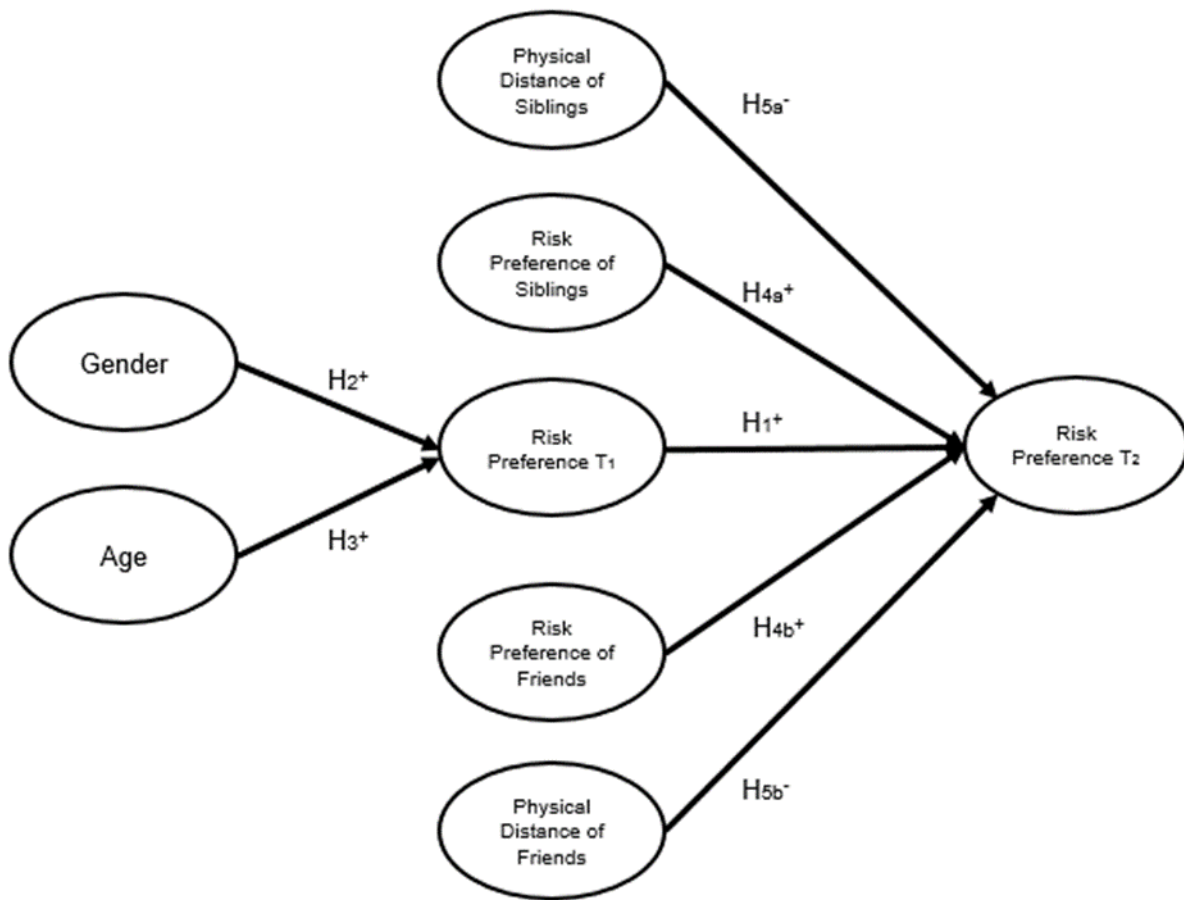 Physical
Distance of
Siblings
H5a-
Risk
Preference of
Siblings
H4a+
Gender
H2+
Risk
Preference T1
H1+
Risk
Preference T2
Age
H3+
Risk
Preference of
Friends
H4b+
Physical
Distance of
Friends
H5b-